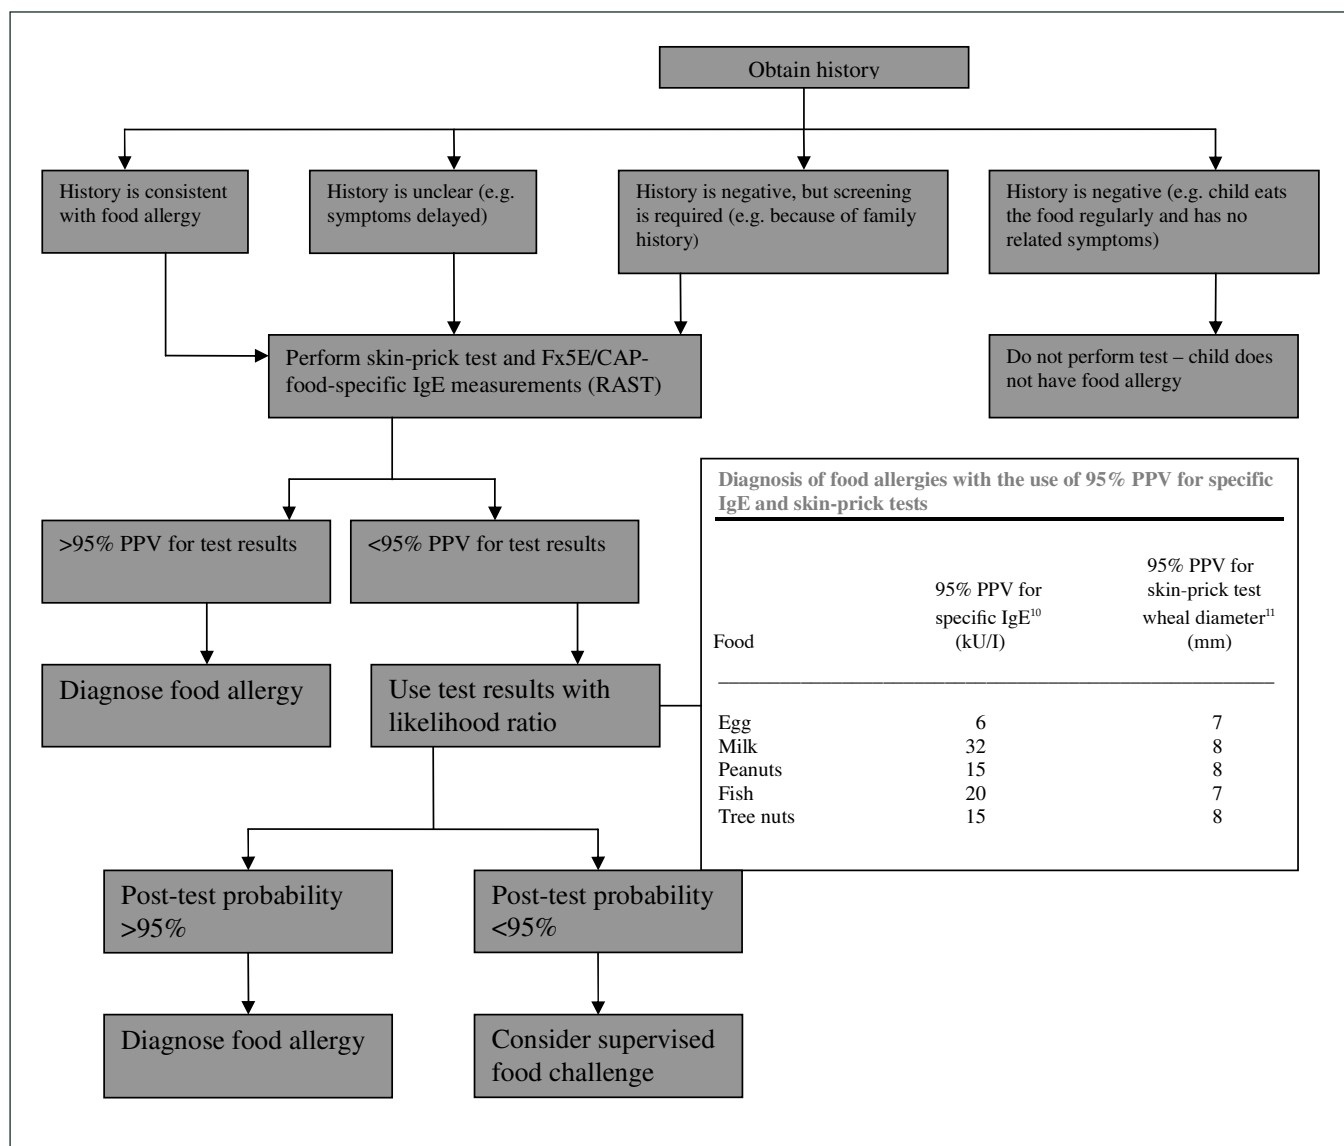 Obtain history
History is consistent
with food allergy
History is unclear (e.g.
symptoms delayed)
History is negative, but screening
is required (e.g. because of family
history)
History is negative (e.g. child eats
the food regularly and has no
related symptoms)
Perform skin-prick test and Fx5E/CAP-
food-specific IgE measurements (RAST)
Do not perform test – child does
not have food allergy
>95% PPV for test results
<95% PPV for test results
Diagnose food allergy
Use test results with
likelihood ratio
Diagnosis of food allergies with the use of 95% PPV for specific
IgE and skin-prick tests
Food
95% PPV for
specific IgE10
(kU/I)
95% PPV for
skin-prick test
wheal diameter11
(mm)
Egg 6 7
Milk 32 8
Peanuts 15 8
Fish 20 7
Tree nuts 15 8
Post-test probability
>95%
Post-test probability
<95%
Diagnose food allergy
Consider supervised
food challenge